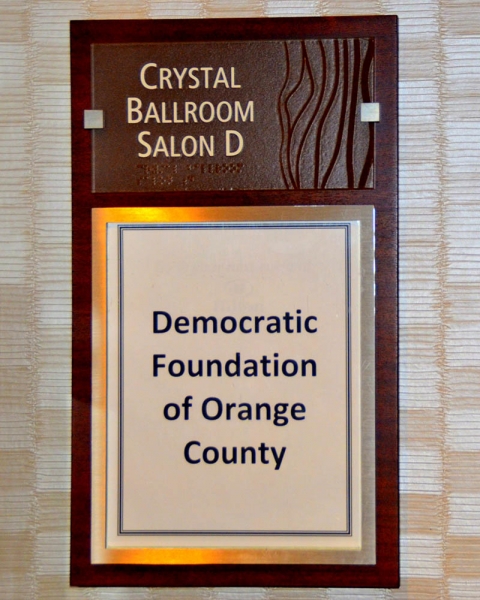 CRYSTAL
BALLROOM
SALON D
Democratic
Foundation
of Orange
County